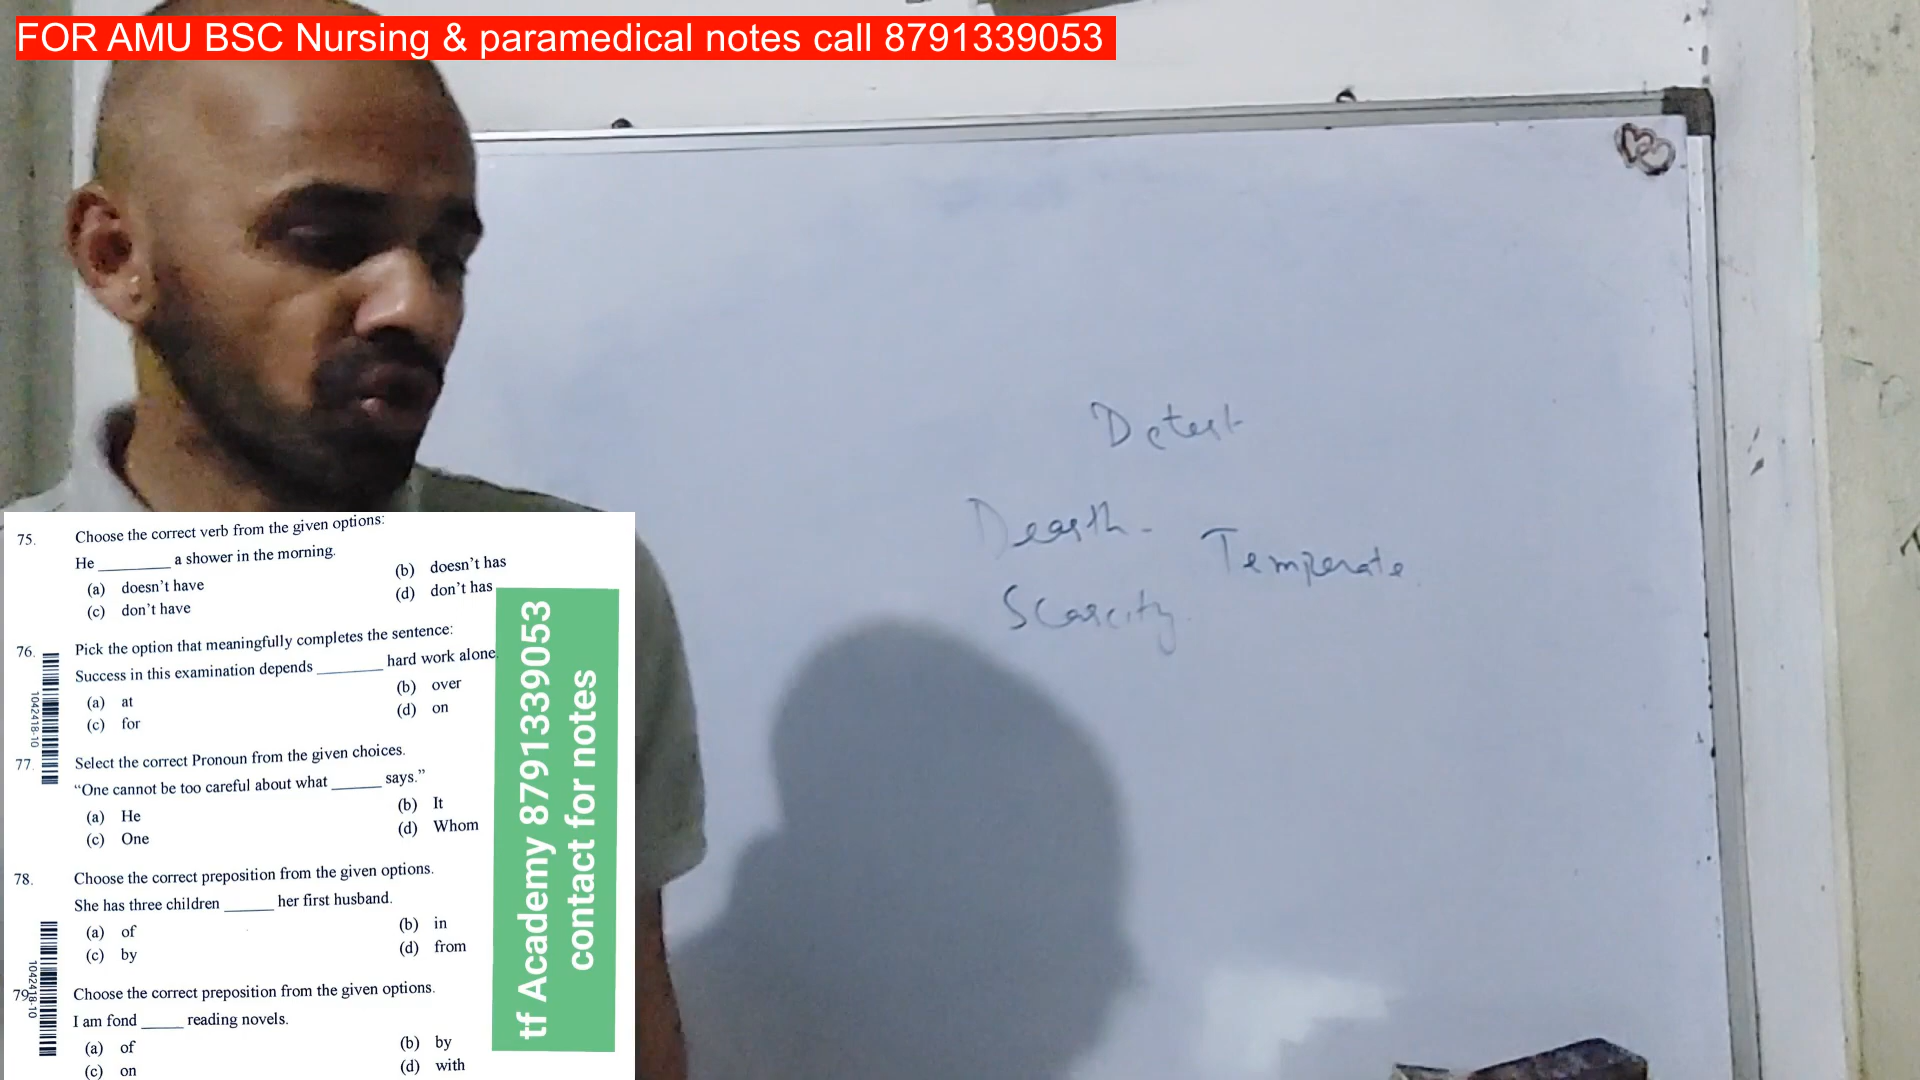 FOR AMU BSC Nursing & paramedical notes call 8791339053
Detest
Dearth -
Temperate
Scarcity
75. Choose the correct verb from the given options:
He ________ a shower in the morning.
(a) doesn't have (b) doesn't has
(c) don't have (d) don't has
76. Pick the option that meaningfully completes the sentence:
Success in this examination depends ________ hard work alone.
(a) at (b) over
(c) for (d) on
77. Select the correct Pronoun from the given choices.
"One cannot be too careful about what ______ says."
(a) He (b) It
(c) One (d) Whom
78. Choose the correct preposition from the given options.
She has three children ______ her first husband.
(a) of (b) in
(c) by (d) from
79. Choose the correct preposition from the given options.
I am fond _____ reading novels.
(a) of (b) by
(c) on (d) with
1042418-10
1042418-10
tf Academy 8791339053
contact for notes